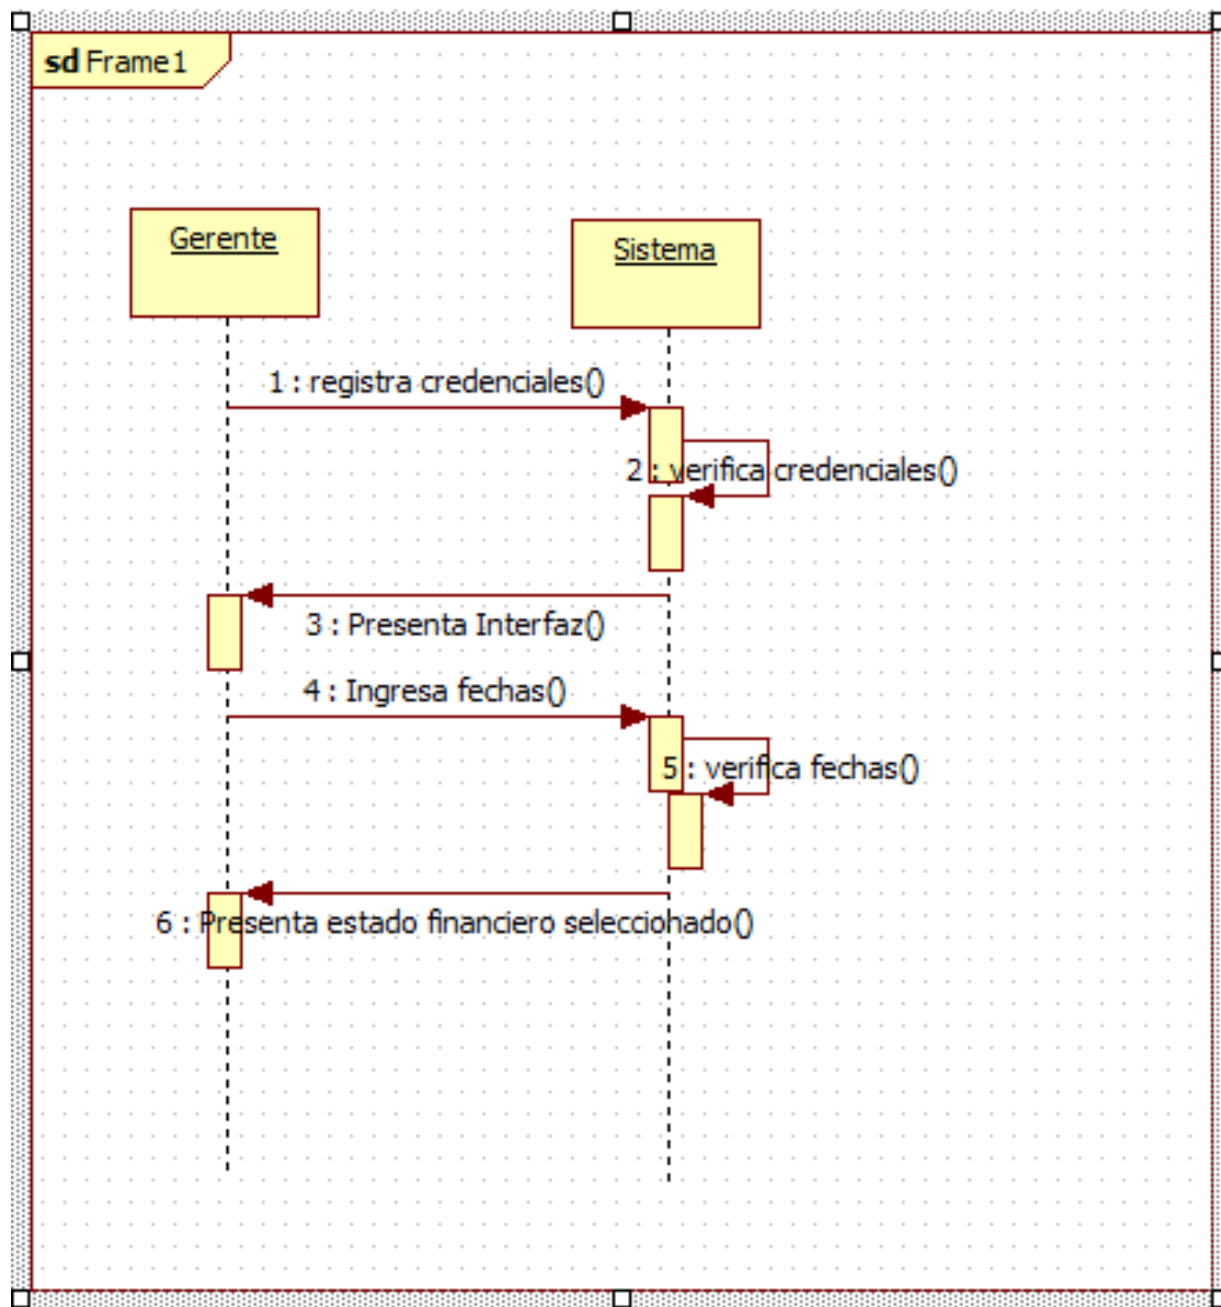 sd Frame1
Gerente
Sistema
1 : registra credenciales()
2 : verifica credenciales()
3 : Presenta Interfaz()
4 : Ingresa fechas()
5 : verifica fechas()
6 : Presenta estado financiero seleccionado()